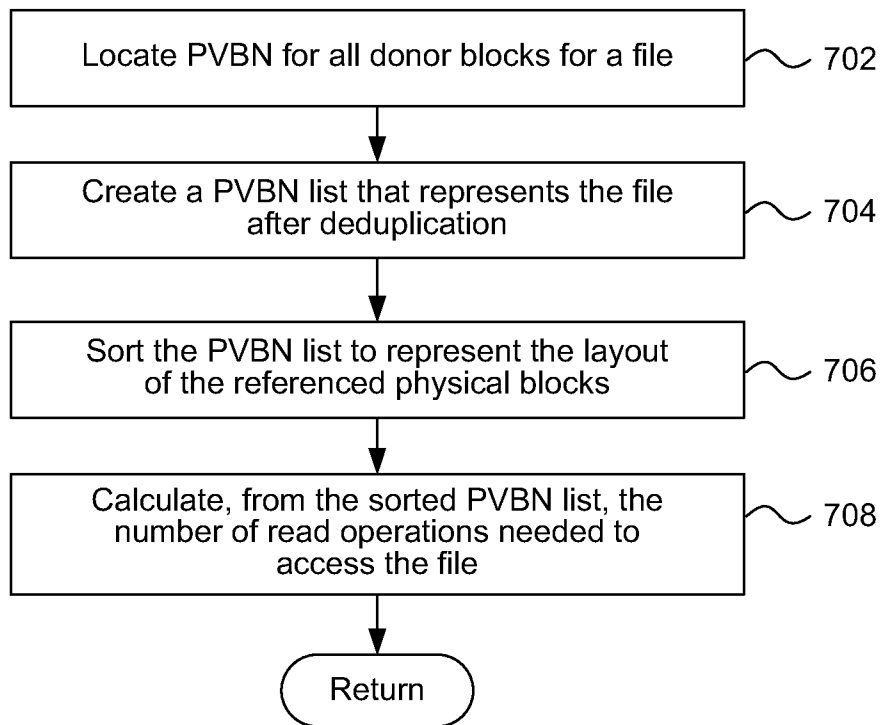 Locate PVBN for all donor blocks for a file
702
Create a PVBN list that represents the file
after deduplication
704
Sort the PVBN list to represent the layout
of the referenced physical blocks
706
Calculate, from the sorted PVBN list, the
number of read operations needed to
access the file
708
Return